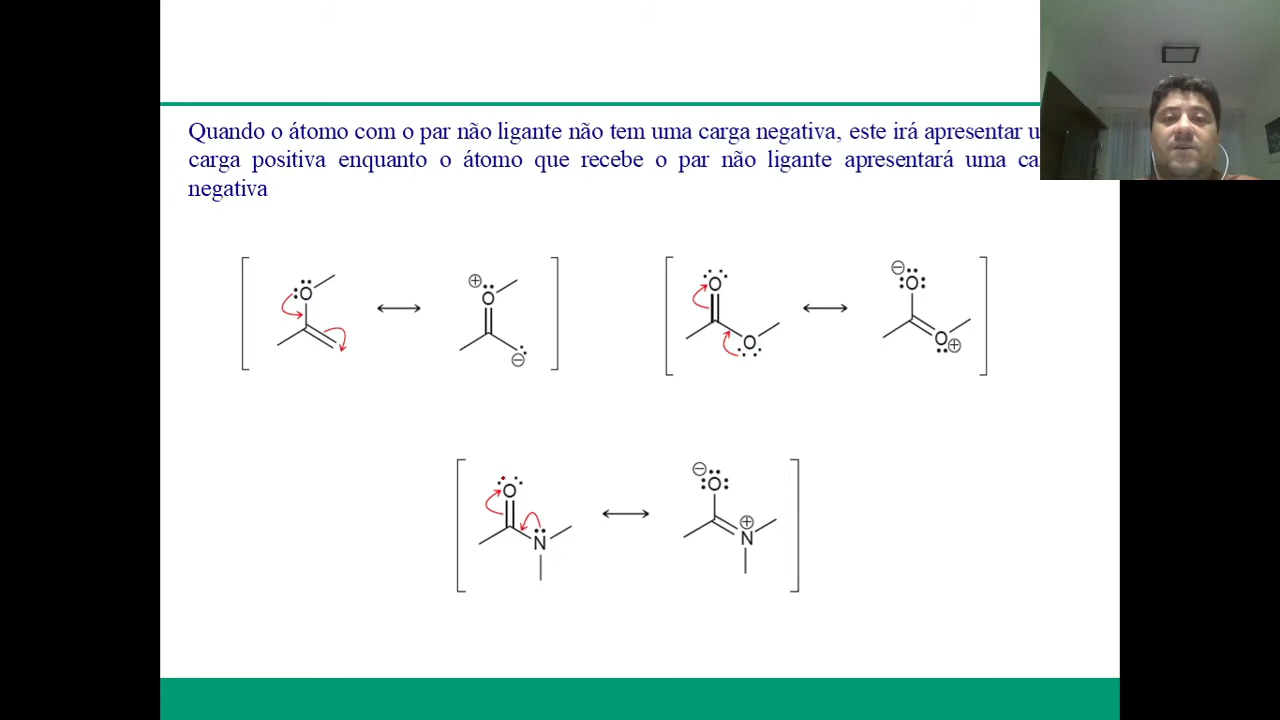 Quando o átomo com o par não ligante não tem uma carga negativa, este irá apresentar
carga positiva enquanto o átomo que recebe o par não ligante apresentará uma
negativa
O
⊕
O
⊖
O
O
⊖
O
O
⊕
O
N
⊖
O
⊕
N